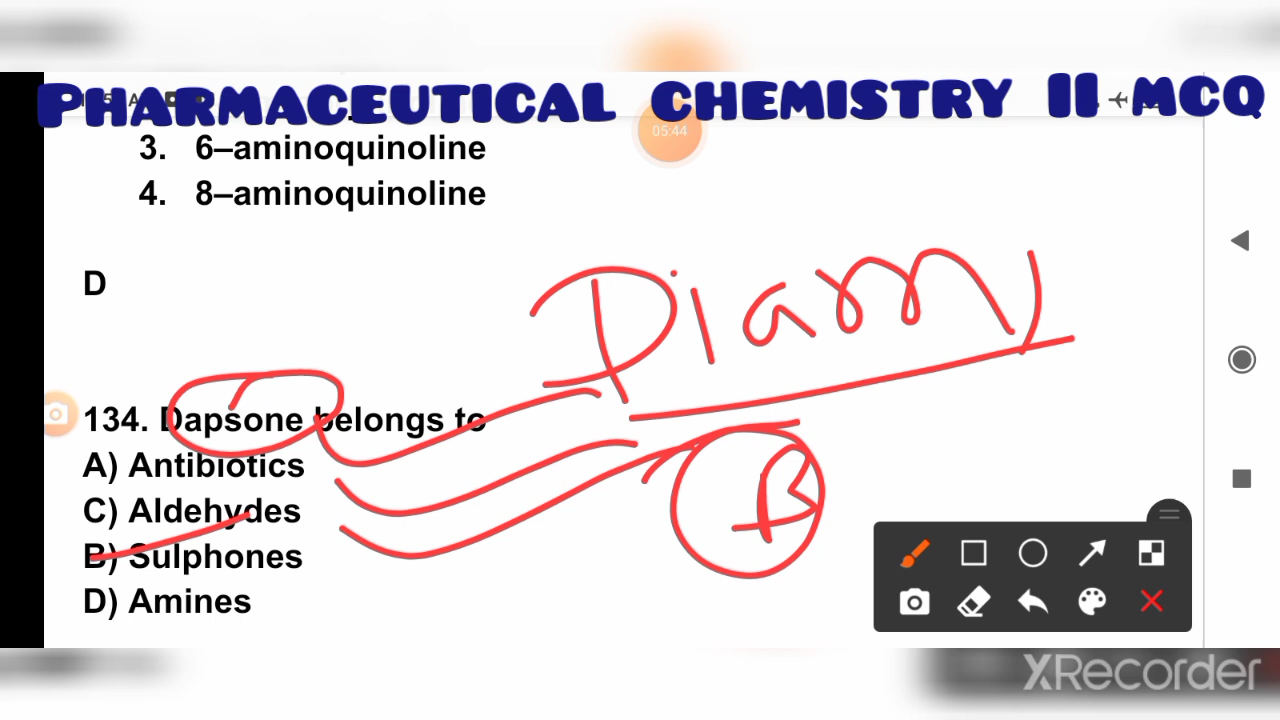 PHARMACEUTICAL CHEMISTRY II MCQ
05:44
3. 6–aminoquinoline
4. 8–aminoquinoline
D
134. Dapsone belongs to
A) Antibiotics
C) Aldehydes
B) Sulphones
D) Amines
B
XRecorder